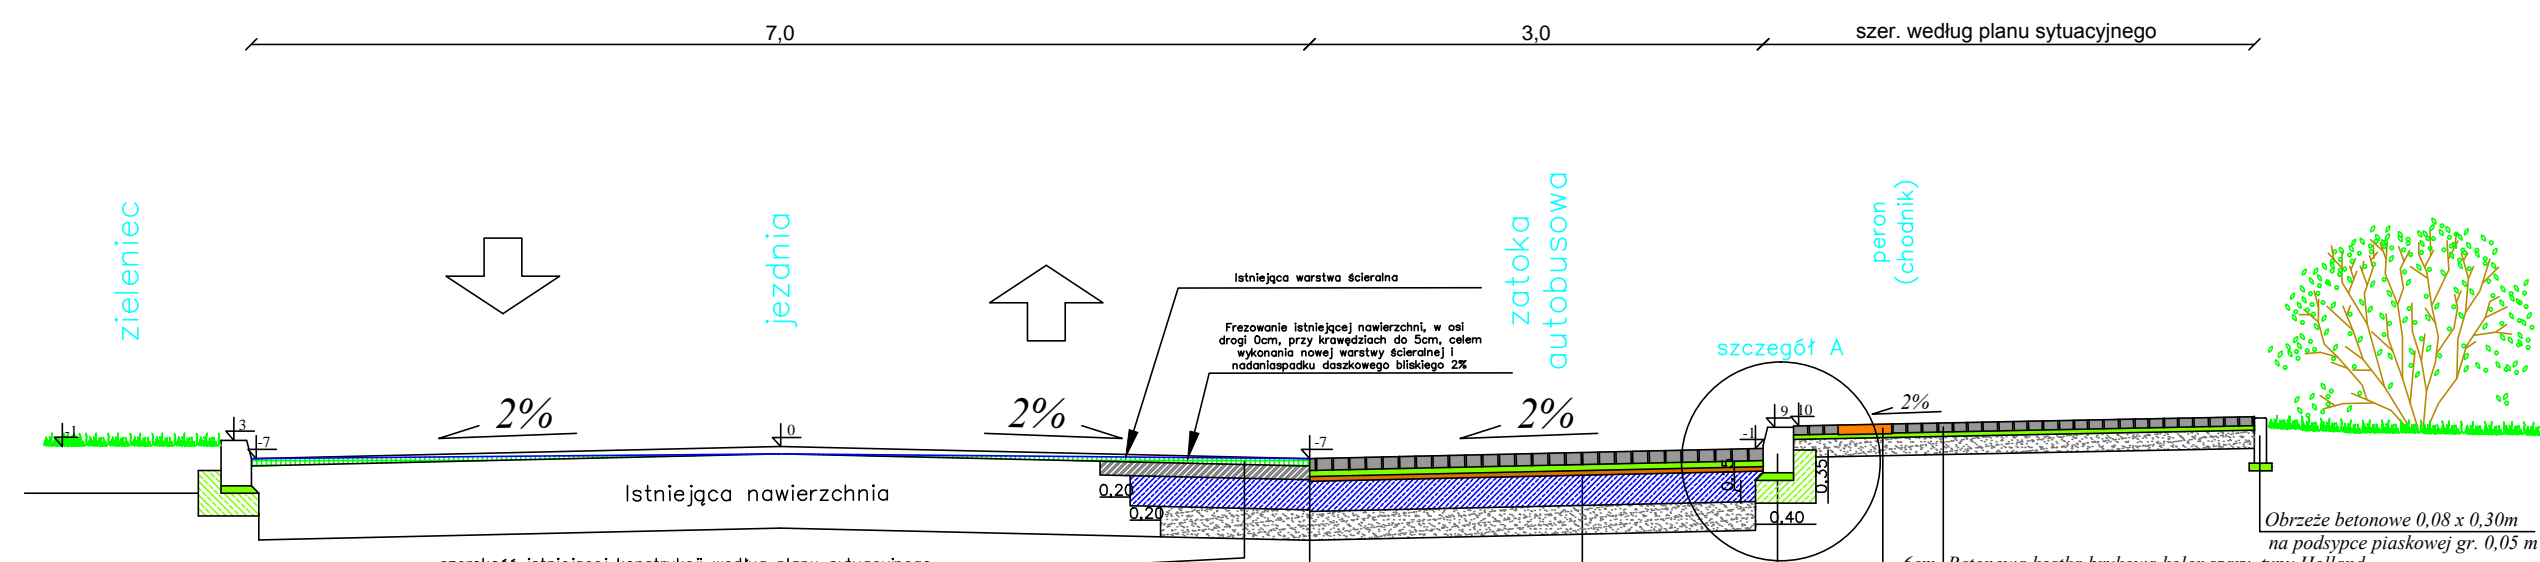 7,0
3,0
szer. według planu sytuacyjnego
zieleniec
jezdnia
zatoka
autobusowa
peron
(chodnik)
Istniejąca warstwa ścieralna
Frezowanie istniejącej nawierzchni, w osi
drogi 0cm, przy krawędziach do 5cm, celem
wykonania nowej warstwy ścieralnej i
nadaniaspadku daszkowego bliskiego 2%
szczegół A
2%
2%
2%
2%
-1
3
-7
0
-7
-1
9
10
Istniejąca nawierzchnia
0,20
0,20
0,35
0,40
Obrzeże betonowe 0,08 x 0,30m
na podsypce piaskowej gr. 0,05 m